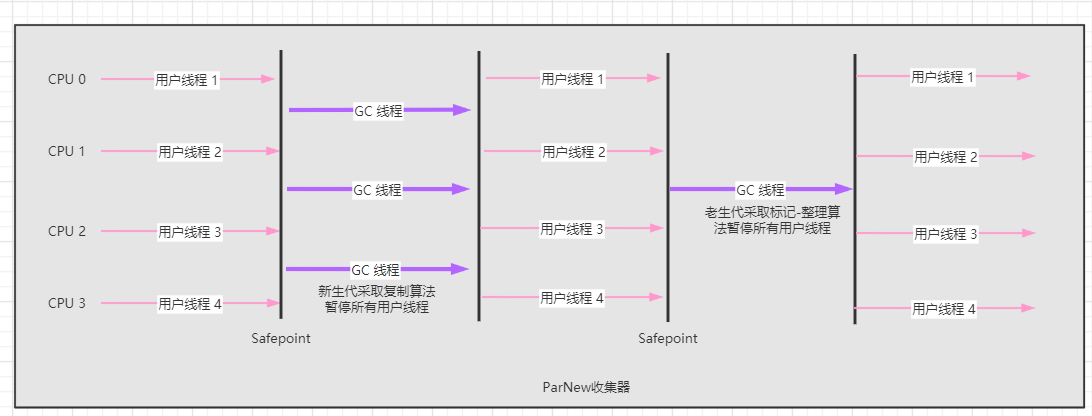 CPU 0
用户线程 1
用户线程 1
用户线程 1
GC 线程
CPU 1
用户线程 2
用户线程 2
用户线程 2
GC 线程
GC 线程
老生代采取标记-整理算
法暂停所有用户线程
CPU 2
用户线程 3
用户线程 3
用户线程 3
GC 线程
新生代采取复制算法
暂停所有用户线程
CPU 3
用户线程 4
用户线程 4
用户线程 4
Safepoint
Safepoint
ParNew收集器